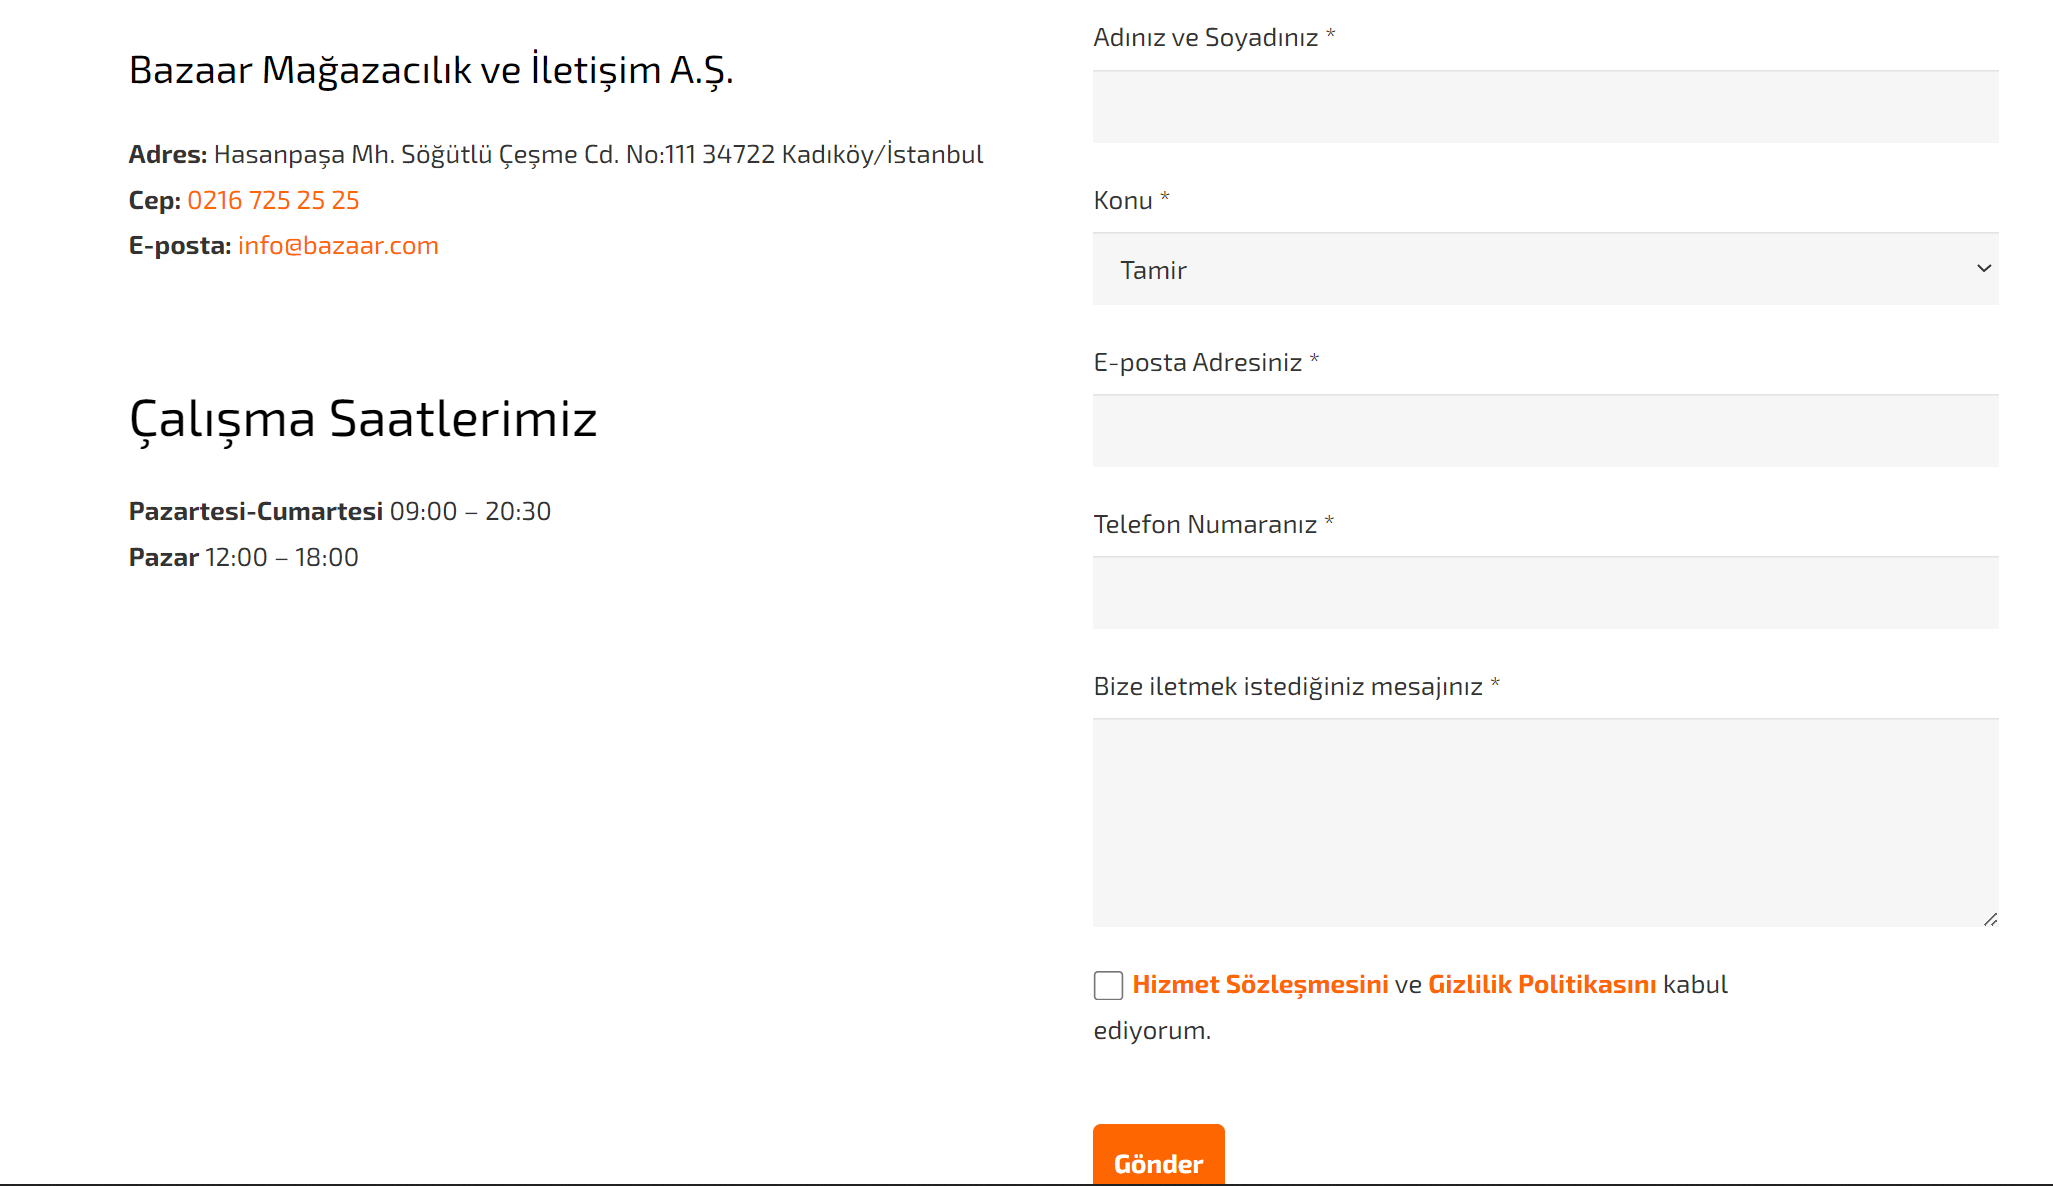 Bazaar Mağazacılık ve İletişim A.Ş.
Adres: Hasanpaşa Mh. Söğütlü Çeşme Cd. No:111 34722 Kadıköy/İstanbul
Cep: 0216 725 25 25
E-posta: info@bazaar.com
Çalışma Saatlerimiz
Pazartesi-Cumartesi 09:00 – 20:30
Pazar 12:00 – 18:00
Adınız ve Soyadınız *
Konu *
Tamir
E-posta Adresiniz *
Telefon Numaranız *
Bize iletmek istediğiniz mesajınız *
Hizmet Sözleşmesini ve Gizlilik Politikasını kabul
ediyorum.
Gönder